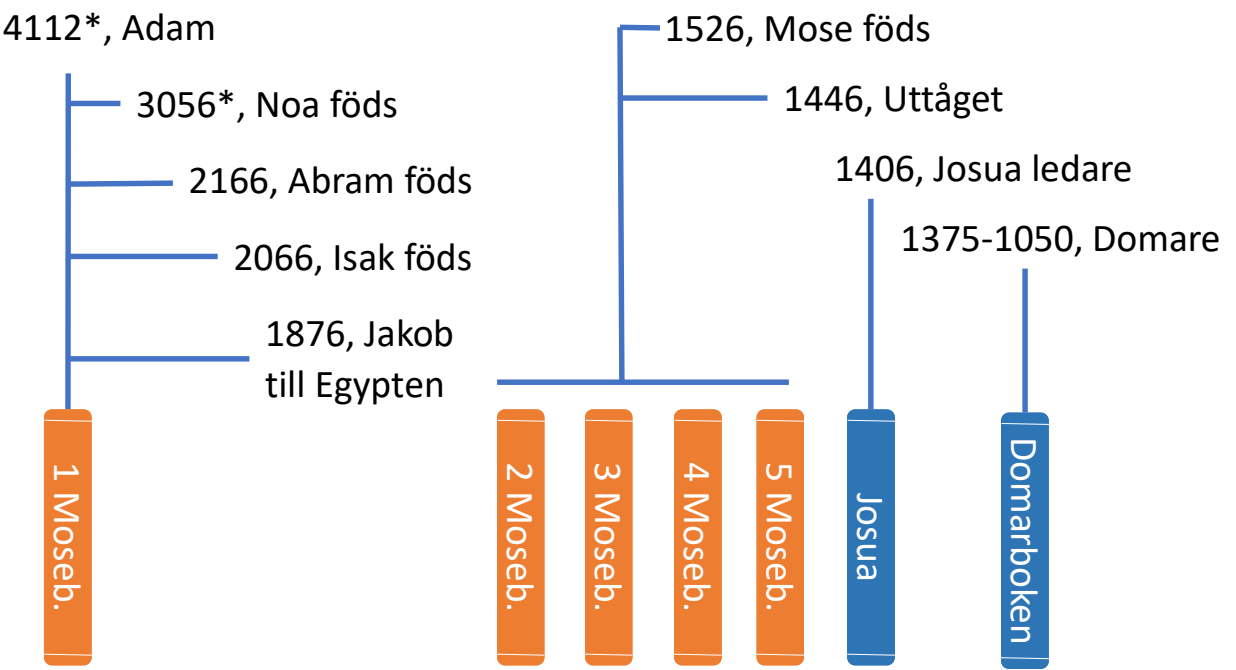 4112*, Adam
3056*, Noa föds
2166, Abram föds
2066, Isak föds
1876, Jakob
till Egypten
1526, Mose föds
1446, Uttåget
1406, Josua ledare
1375-1050, Domare
1 Moseb.
2 Moseb.
3 Moseb.
4 Moseb.
5 Moseb.
Josua
Domarboken